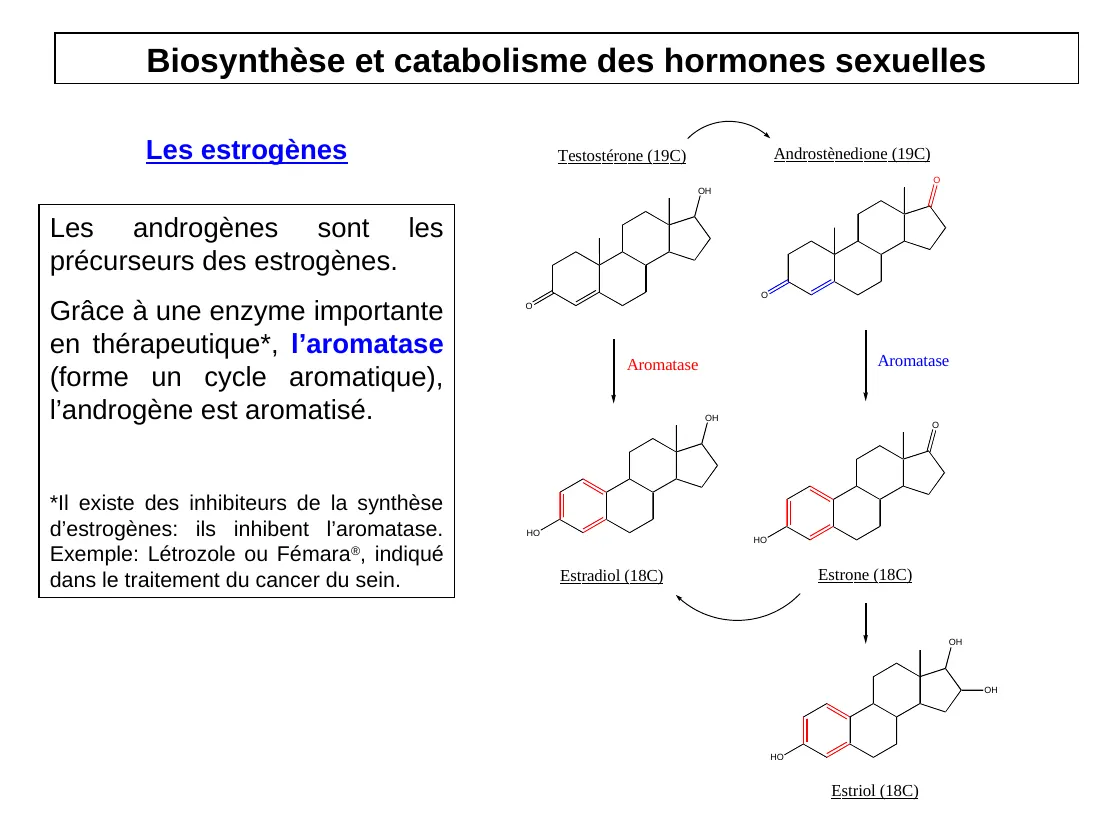 Biosynthèse et catabolisme des hormones sexuelles
Les estrogènes
Les androgènes sont les
précurseurs des estrogènes.
Grâce à une enzyme importante
en thérapeutique*, l’aromatase
(forme un cycle aromatique),
l’androgène est aromatisé.
*Il existe des inhibiteurs de la synthèse
d’estrogènes: ils inhibent l’aromatase.
Exemple: Létrozole ou Fémara®, indiqué
dans le traitement du cancer du sein.
Testostérone (19C)
Androstènedione (19C)
OH
O
O
O
Aromatase
Aromatase
OH
O
HO
HO
Estradiol (18C)
Estrone (18C)
OH
OH
HO
Estriol (18C)